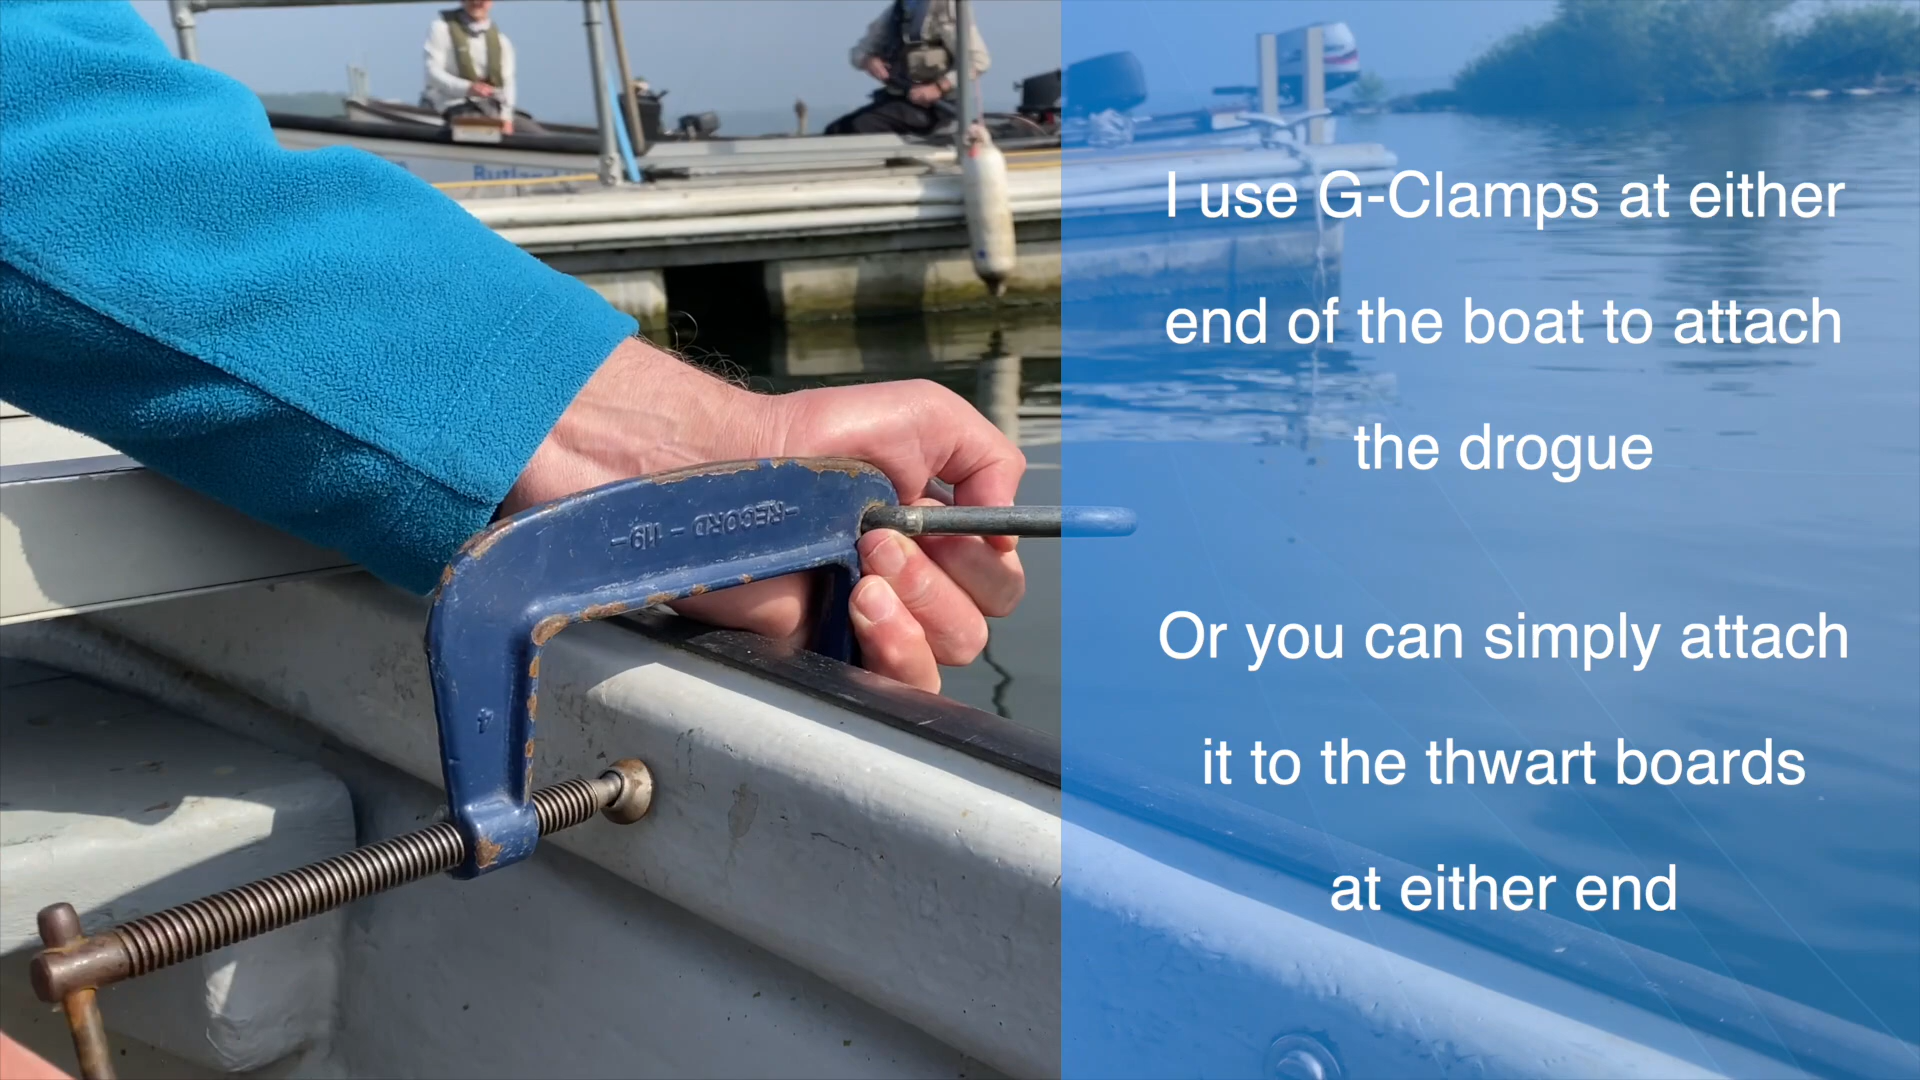 I use G-Clamps at either
end of the boat to attach
the drogue
Or you can simply attach
it to the thwart boards
at either end
-RECORD - 119-
4